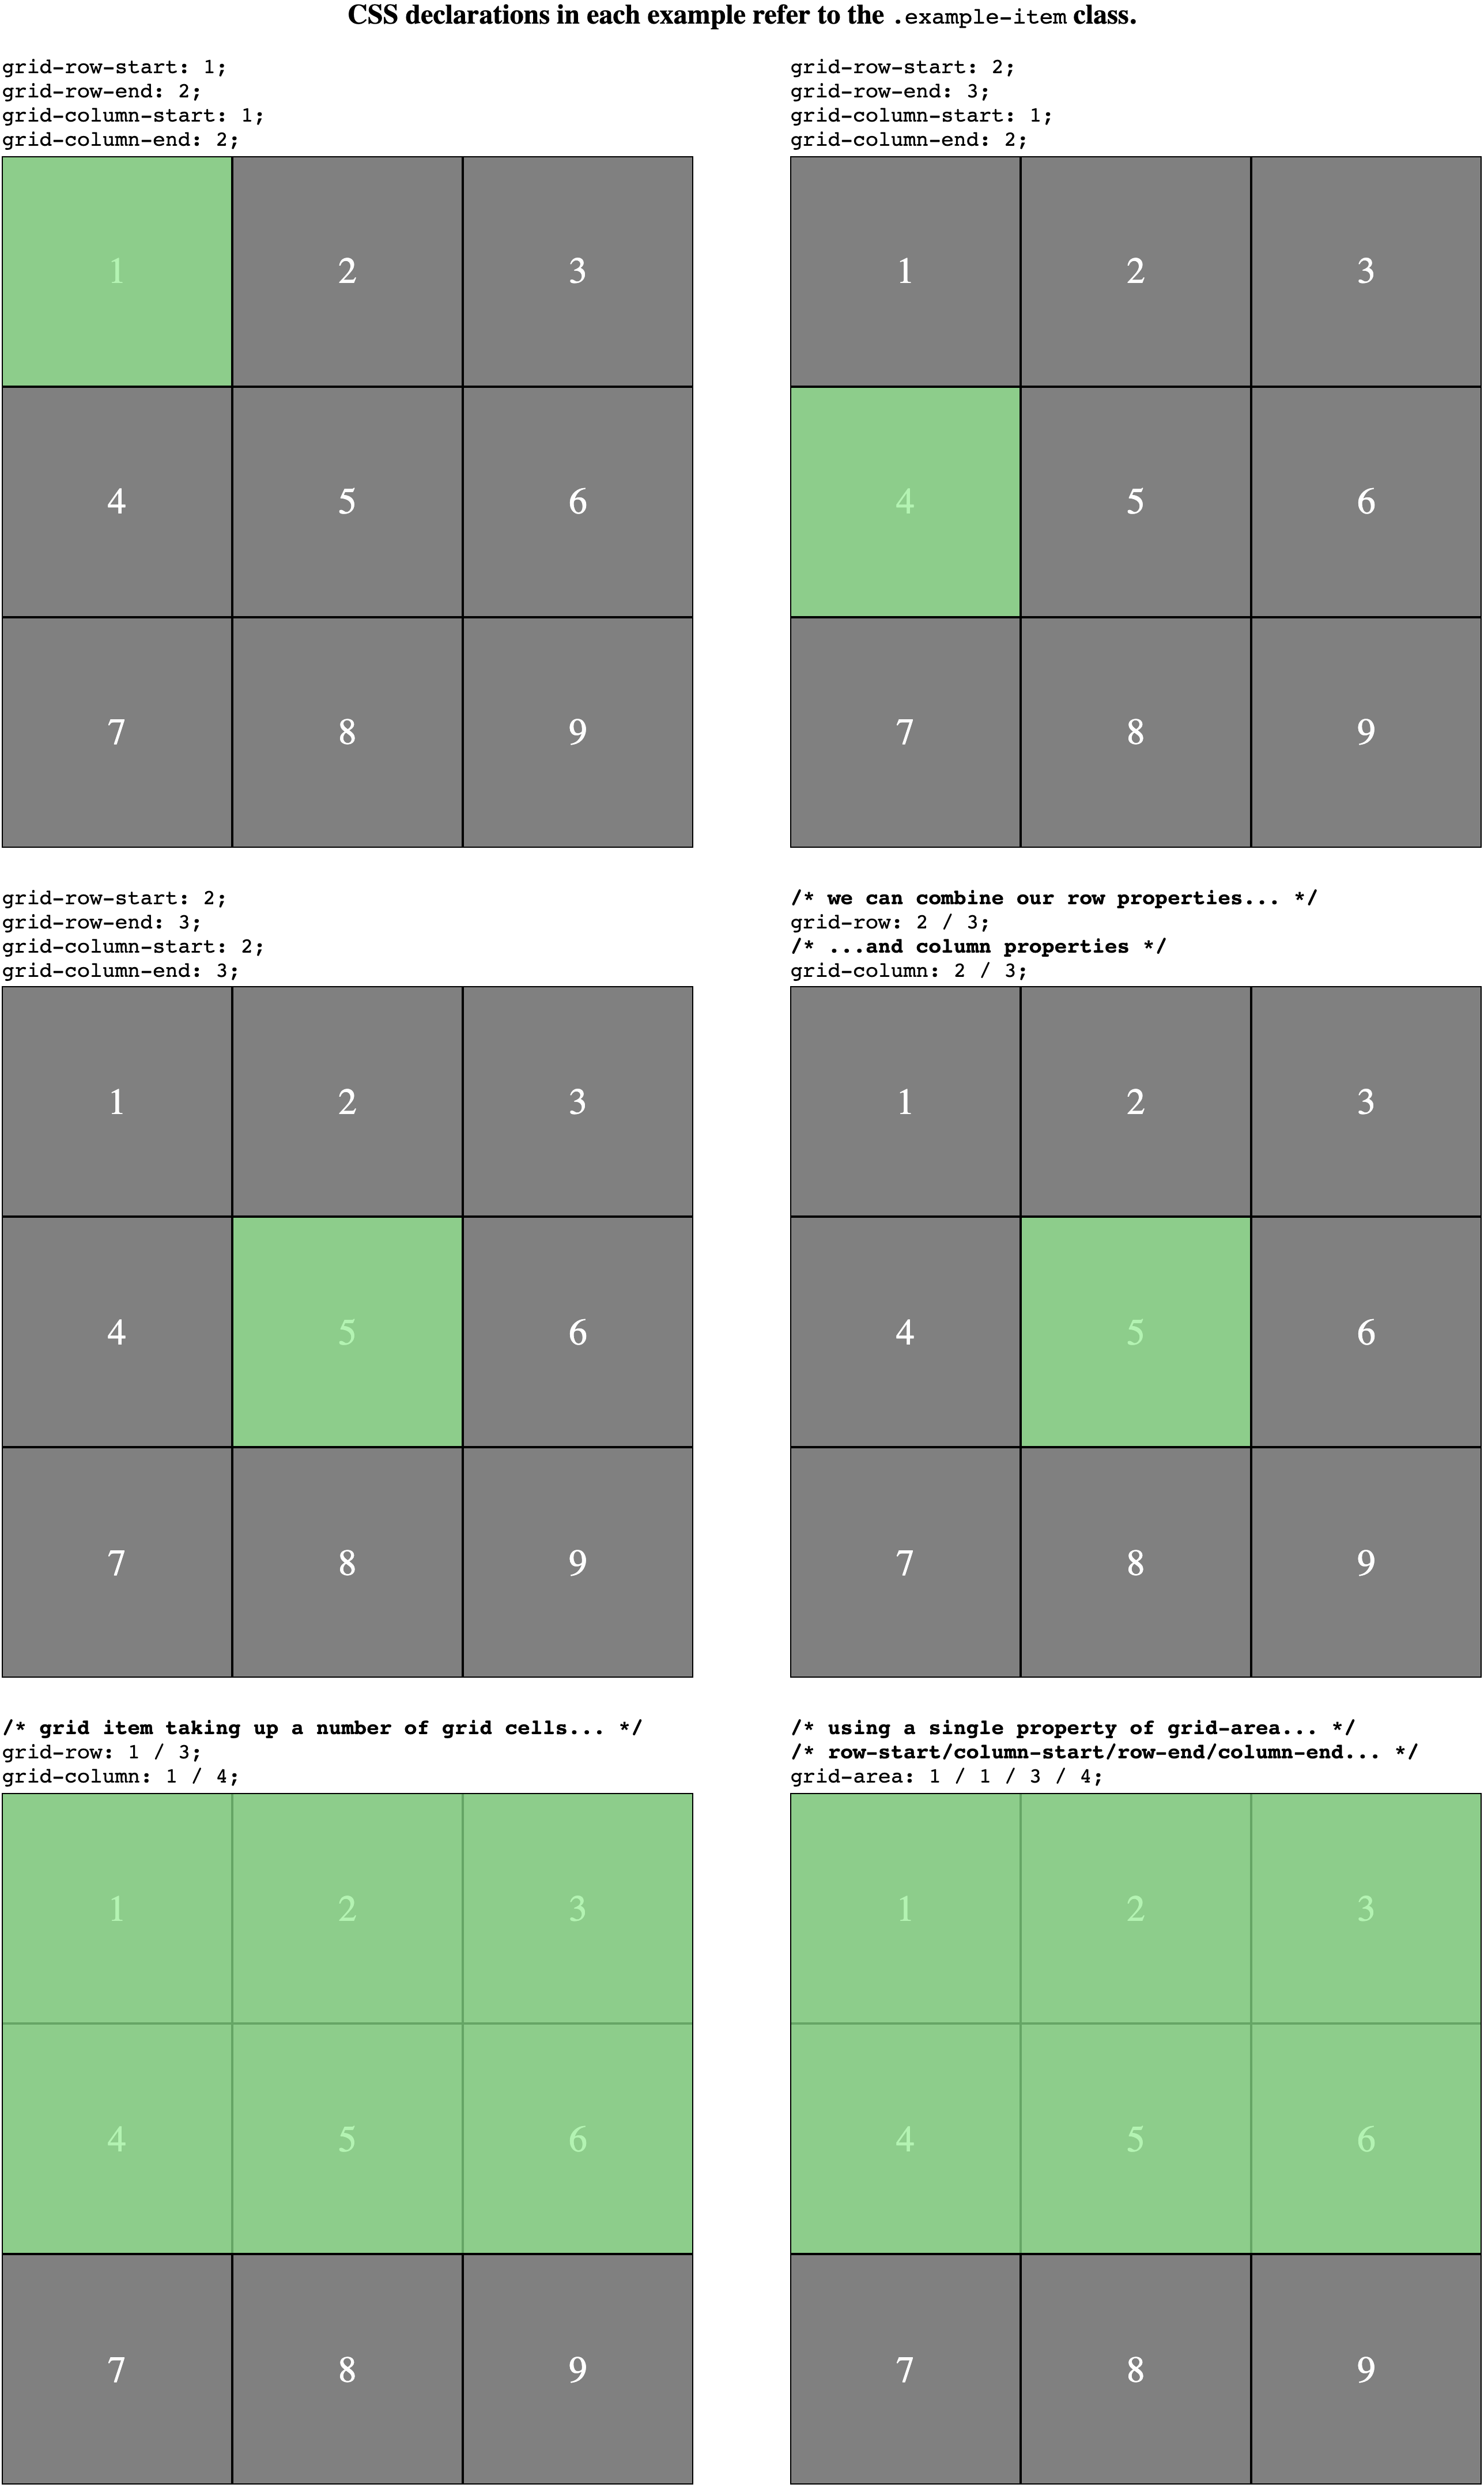 CSS declarations in each example refer to the .example-item class.
grid-row-start: 1;
grid-row-end: 2;
grid-column-start: 1;
grid-column-end: 2;
1 2 3
4 5 6
7 8 9
grid-row-start: 2;
grid-row-end: 3;
grid-column-start: 1;
grid-column-end: 2;
1 2 3
4 5 6
7 8 9
grid-row-start: 2;
grid-row-end: 3;
grid-column-start: 2;
grid-column-end: 3;
1 2 3
4 5 6
7 8 9
/* we can combine our row properties... */
grid-row: 2 / 3;
/* ...and column properties */
grid-column: 2 / 3;
1 2 3
4 5 6
7 8 9
/* grid item taking up a number of grid cells... */
grid-row: 1 / 3;
grid-column: 1 / 4;
1 2 3
4 5 6
7 8 9
/* using a single property of grid-area... */
/* row-start/column-start/row-end/column-end... */
grid-area: 1 / 1 / 3 / 4;
1 2 3
4 5 6
7 8 9